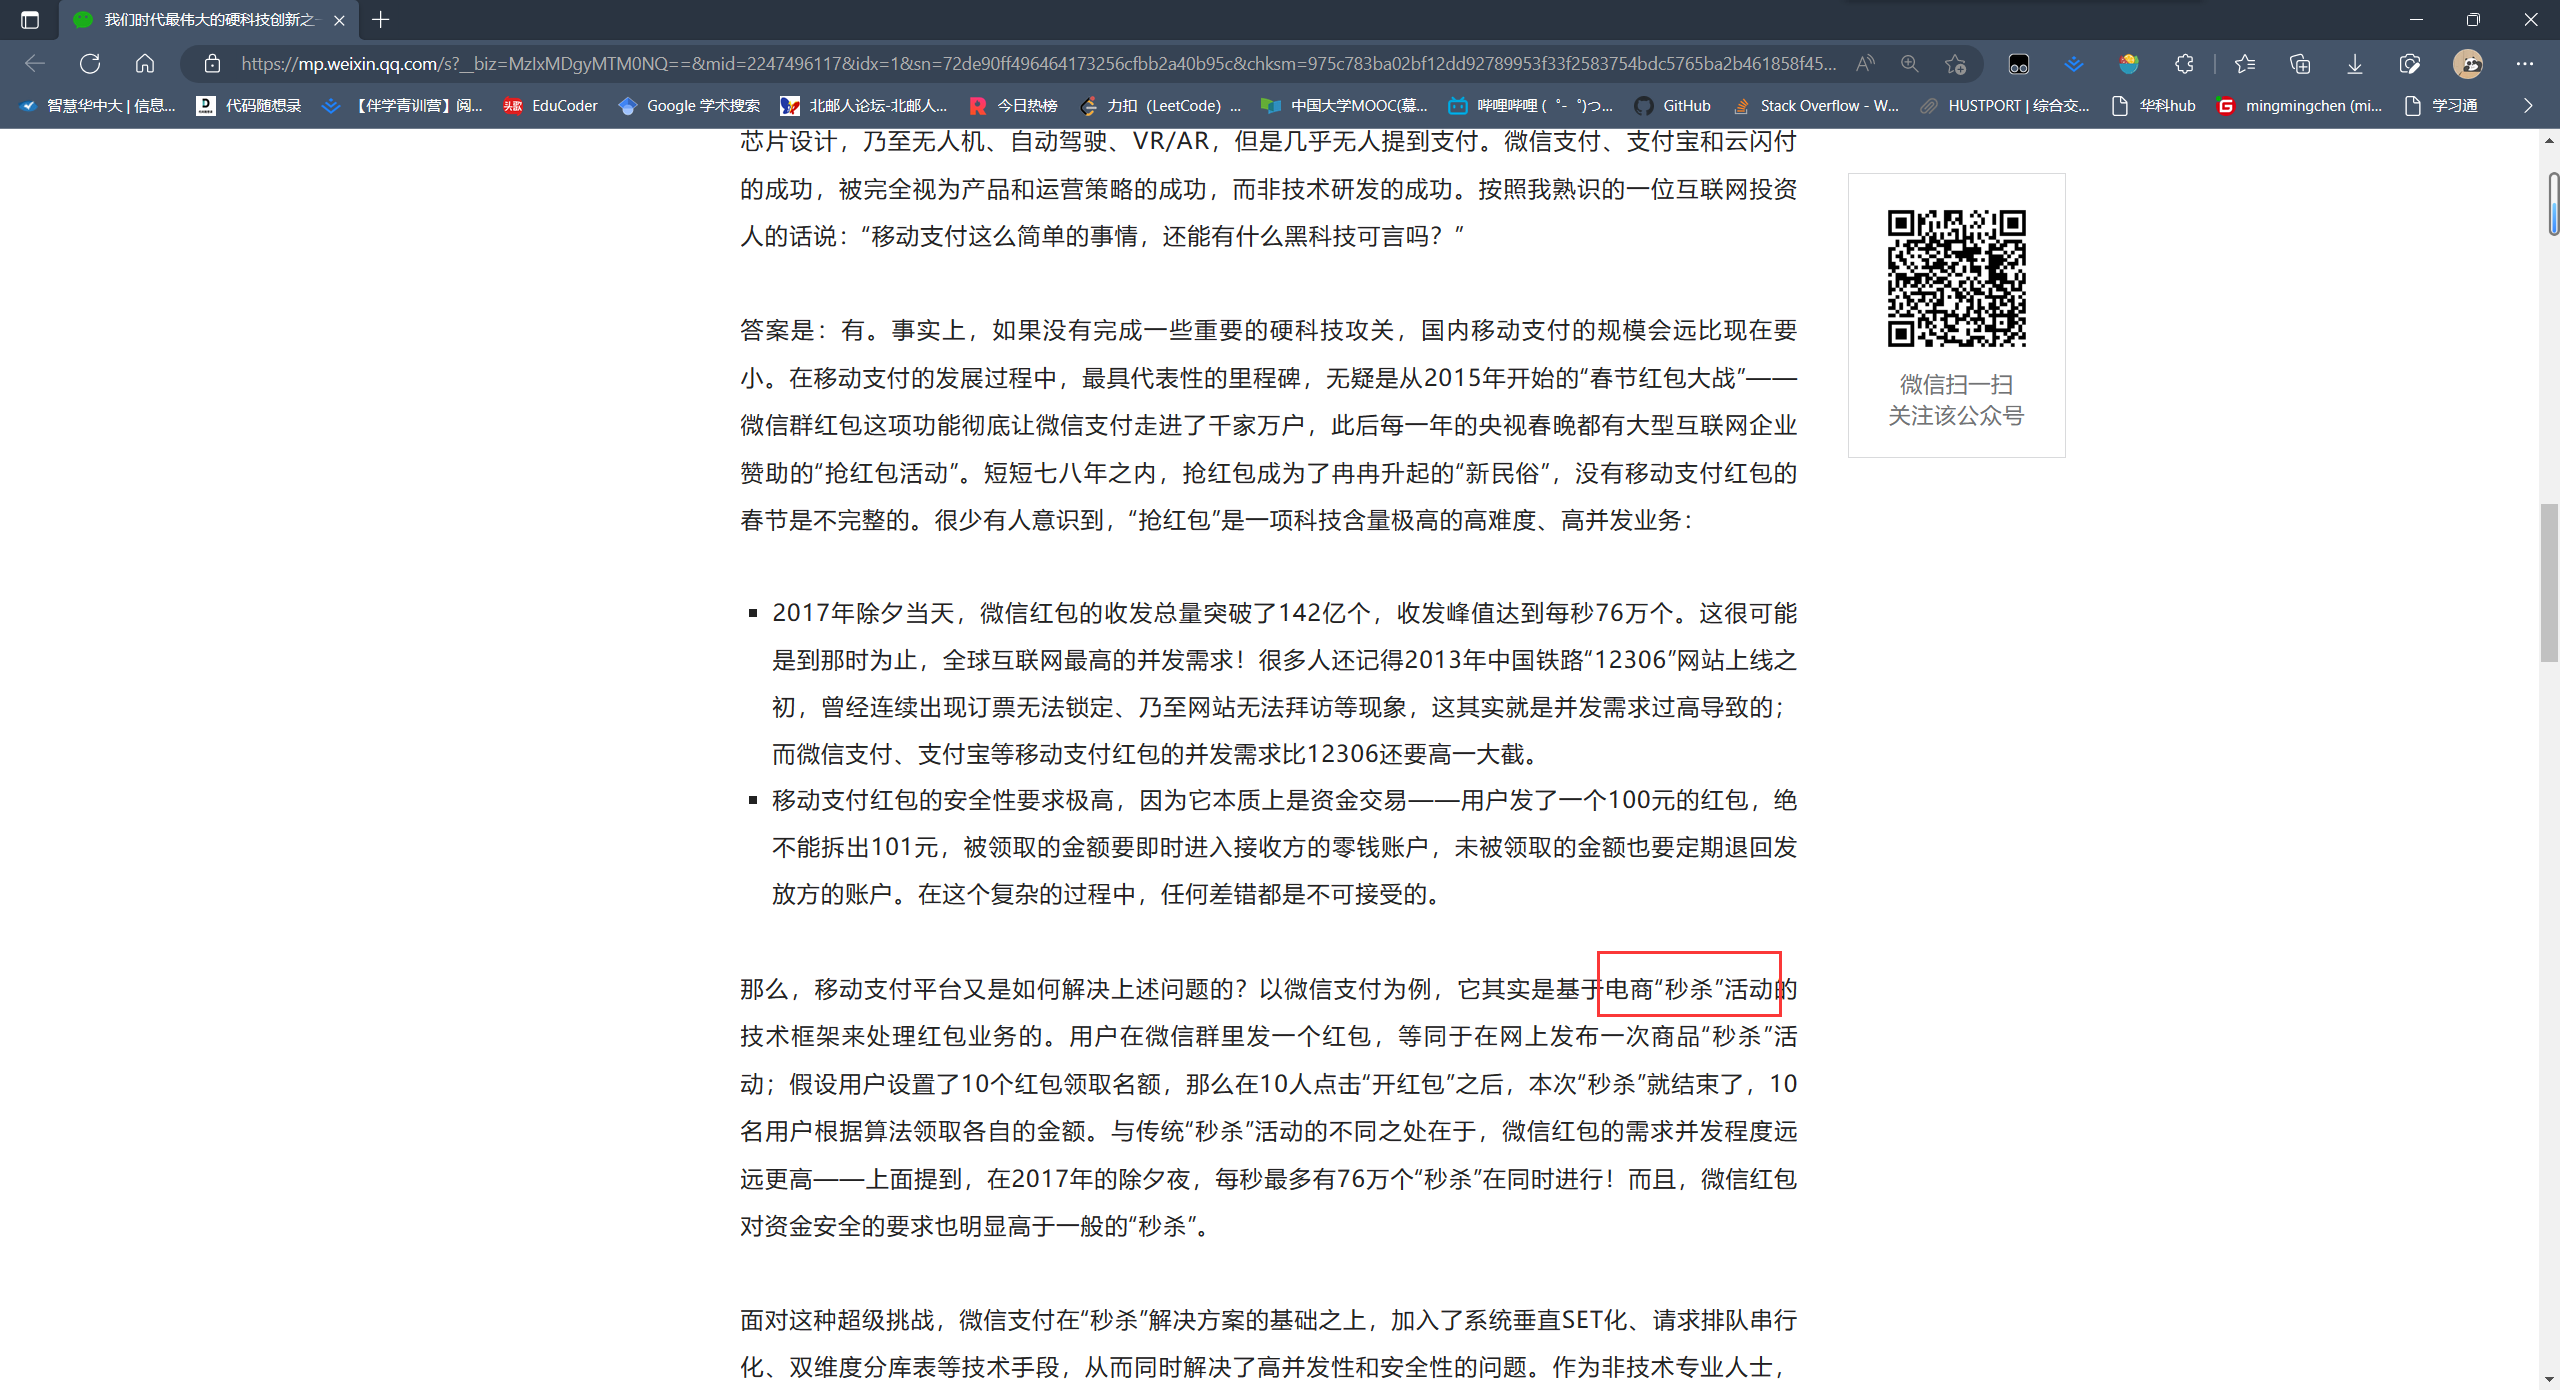 我们时代最伟大的硬科技创新之一
https://mp.weixin.qq.com/s?__biz=MzIxMDgyMTM0NQ==&mid=2247496117&idx=1&sn=72de90ff496464173256cfbb2a40b95c&chksm=975c783ba02bf12dd92789953f33f2583754bdc5765ba2b461858f45...
智慧华中大 | 信息... 代码随想录 【伴学青训营】阅... EduCoder Google 学术搜索 北邮人论坛-北邮人... 今日热榜 力扣（LeetCode）... 中国大学MOOC(慕... 哔哩哔哩 (゜-゜)つ... GitHub Stack Overflow - W... HUSTPORT | 综合交... 华科hub mingmingchen (mi... 学习通
芯片设计，乃至无人机、自动驾驶、VR/AR，但是几乎无人提到支付。微信支付、支付宝和云闪付
的成功，被完全视为产品和运营策略的成功，而非技术研发的成功。按照我熟识的一位互联网投资
人的话说：“移动支付这么简单的事情，还能有什么黑科技可言吗？”
答案是：有。事实上，如果没有完成一些重要的硬科技攻关，国内移动支付的规模会远比现在要
小。在移动支付的发展过程中，最具代表性的里程碑，无疑是从2015年开始的“春节红包大战”——
微信群红包这项功能彻底让微信支付走进了千家万户，此后每一年的央视春晚都有大型互联网企业
赞助的“抢红包活动”。短短七八年之内，抢红包成为了冉冉升起的“新民俗”，没有移动支付红包的
春节是不完整的。很少有人意识到，“抢红包”是一项科技含量极高的高难度、高并发业务：
2017年除夕当天，微信红包的收发总量突破了142亿个，收发峰值达到每秒76万个。这很可能
是到那时为止，全球互联网最高的并发需求！很多人还记得2013年中国铁路“12306”网站上线之
初，曾经连续出现订票无法锁定、乃至网站无法拜访等现象，这其实就是并发需求过高导致的；
而微信支付、支付宝等移动支付红包的并发需求比12306还要高一大截。
移动支付红包的安全性要求极高，因为它本质上是资金交易——用户发了一个100元的红包，绝
不能拆出101元，被领取的金额要即时进入接收方的零钱账户，未被领取的金额也要定期退回发
放方的账户。在这个复杂的过程中，任何差错都是不可接受的。
那么，移动支付平台又是如何解决上述问题的？以微信支付为例，它其实是基于电商“秒杀”活动的
技术框架来处理红包业务的。用户在微信群里发一个红包，等同于在网上发布一次商品“秒杀”活
动；假设用户设置了10个红包领取名额，那么在10人点击“开红包”之后，本次“秒杀”就结束了，10
名用户根据算法领取各自的金额。与传统“秒杀”活动的不同之处在于，微信红包的需求并发程度远
远更高——上面提到，在2017年的除夕夜，每秒最多有76万个“秒杀”在同时进行！而且，微信红包
对资金安全的要求也明显高于一般的“秒杀”。
面对这种超级挑战，微信支付在“秒杀”解决方案的基础之上，加入了系统垂直SET化、请求排队串行
化、双维度分库表等技术手段，从而同时解决了高并发性和安全性的问题。作为非技术专业人士，
微信扫一扫
关注该公众号